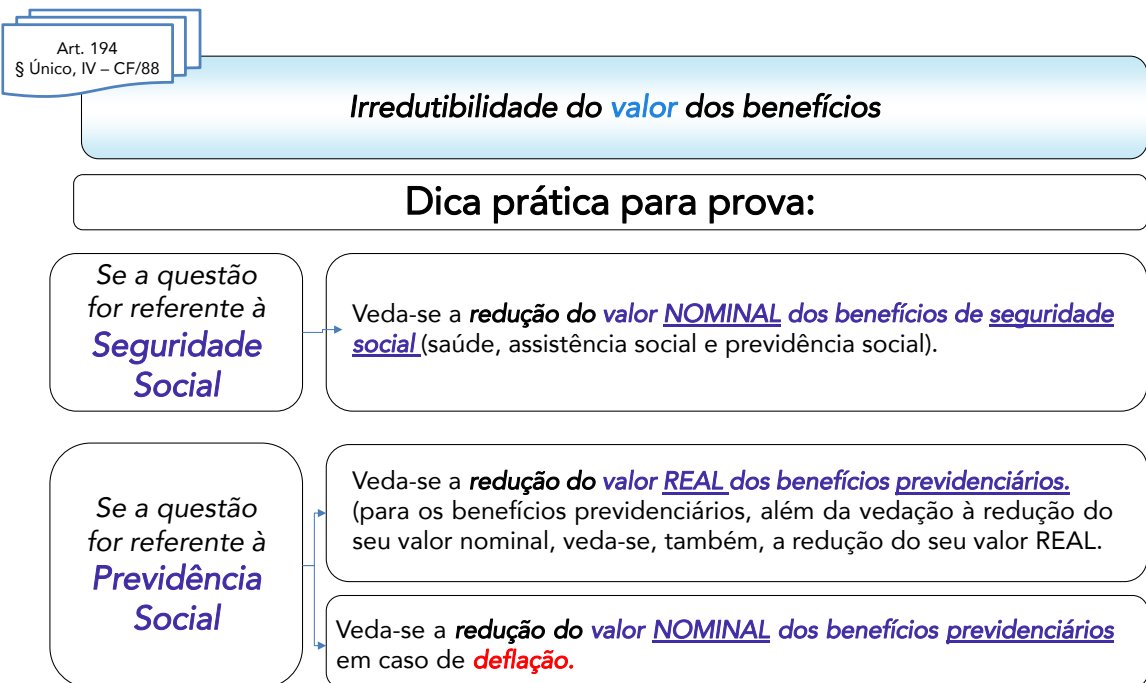 Art. 194
§ Único, IV – CF/88
Irredutibilidade do valor dos benefícios
Dica prática para prova:
Se a questão
for referente à
Seguridade
Social
Veda-se a redução do valor NOMINAL dos benefícios de seguridade
social (saúde, assistência social e previdência social).
Se a questão
for referente à
Previdência
Social
Veda-se a redução do valor REAL dos benefícios previdenciários.
(para os benefícios previdenciários, além da vedação à redução do
seu valor nominal, veda-se, também, a redução do seu valor REAL.
Veda-se a redução do valor NOMINAL dos benefícios previdenciários
em caso de deflação.